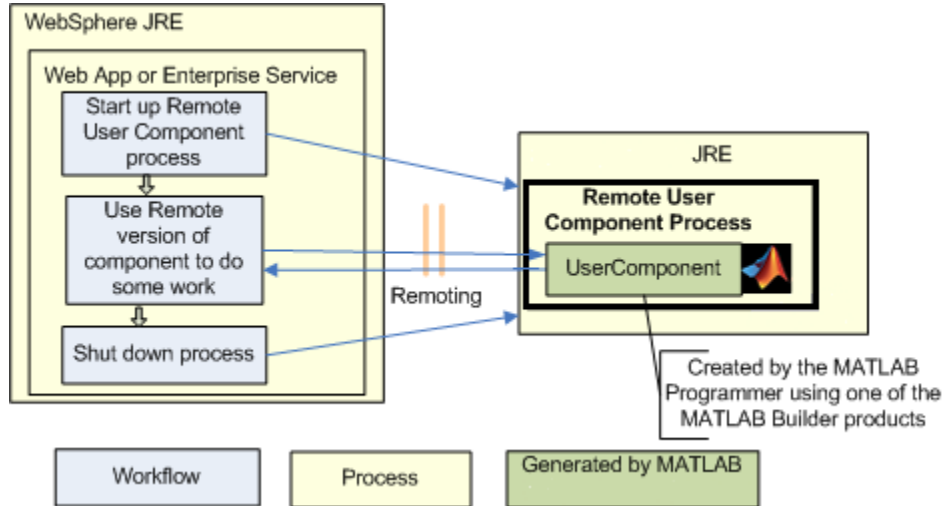 WebSphere JRE
Web App or Enterprise Service
Start up Remote
User Component
process
Use Remote
version of
component to do
some work
Shut down process
Remoting
JRE
Remote User
Component Process
UserComponent
Created by the MATLAB
Programmer using one of the
MATLAB Builder products
Workflow
Process
Generated by MATLAB